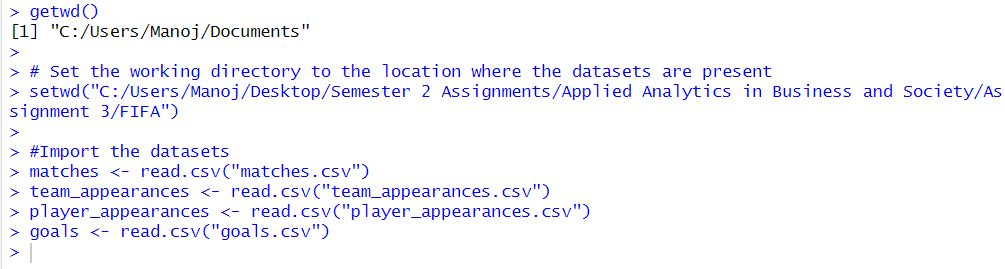 > getwd()
[1] "C:/Users/Manoj/Documents"
>
> # Set the working directory to the location where the datasets are present
> setwd("C:/Users/Manoj/Desktop/Semester 2 Assignments/Applied Analytics in Business and Society/As
signment 3/FIFA")
>
> #Import the datasets
> matches <- read.csv("matches.csv")
> team_appearances <- read.csv("team_appearances.csv")
> player_appearances <- read.csv("player_appearances.csv")
> goals <- read.csv("goals.csv")
>